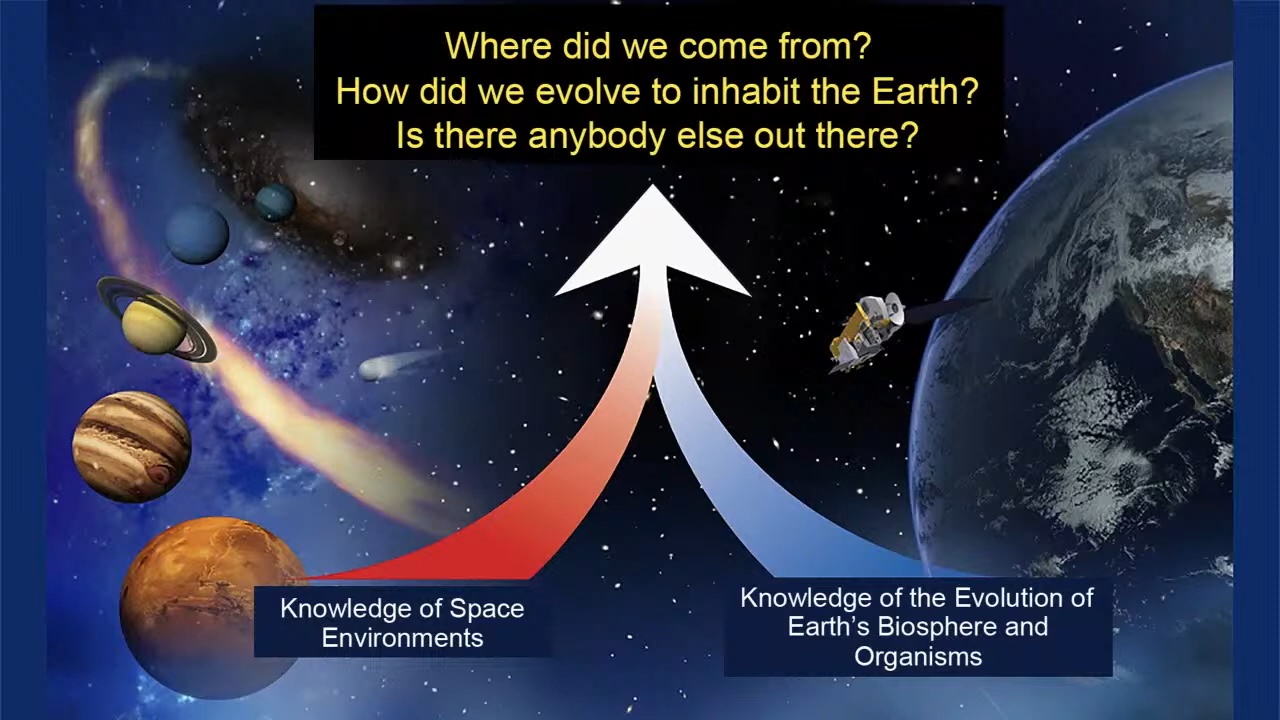 Where did we come from?
How did we evolve to inhabit the Earth?
Is there anybody else out there?
Knowledge of Space
Environments
Knowledge of the Evolution of
Earth's Biosphere and
Organisms